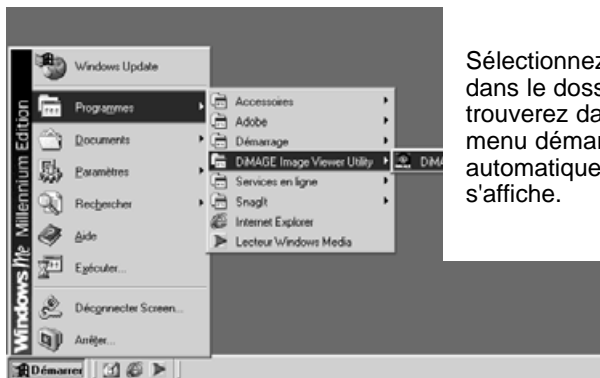 Windows Update
Programmes
Documents
Paramètres
Rechercher
Aide
Exécuter...
Déconnecter Screen...
Arrêter...
Windows Me Millennium Edition
Démarrer
Accessoires
Adobe
Démarrage
DiMAGE Image Viewer Utility
Services en ligne
SnagIt
Internet Explorer
Lecteur Windows Media
DiMA
Sélectionnez
dans le doss
trouverez da
menu démar
automatique
s'affiche.